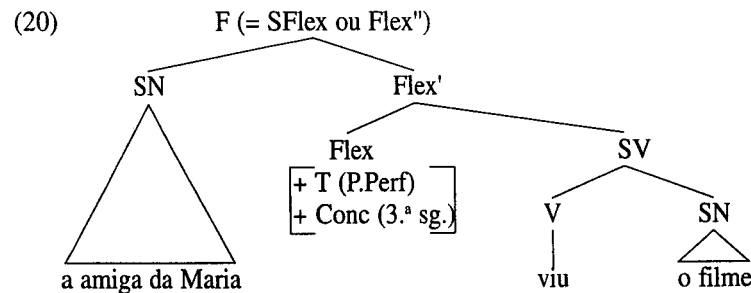 (20) F (= SFlex ou Flex")
SN Flex'
Flex SV
+ T (P.Perf)
+ Conc (3.ª sg.) V SN
a amiga da Maria viu o filme